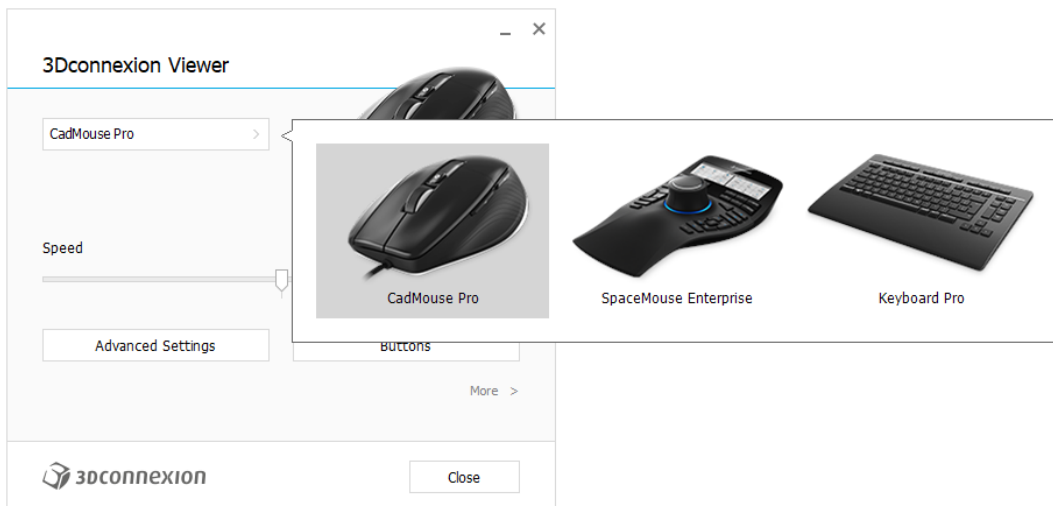 3Dconnexion Viewer
CadMouse Pro
Speed
CadMouse Pro
SpaceMouse Enterprise
Keyboard Pro
Advanced Settings
Buttons
More >
3Dconnexion
Close